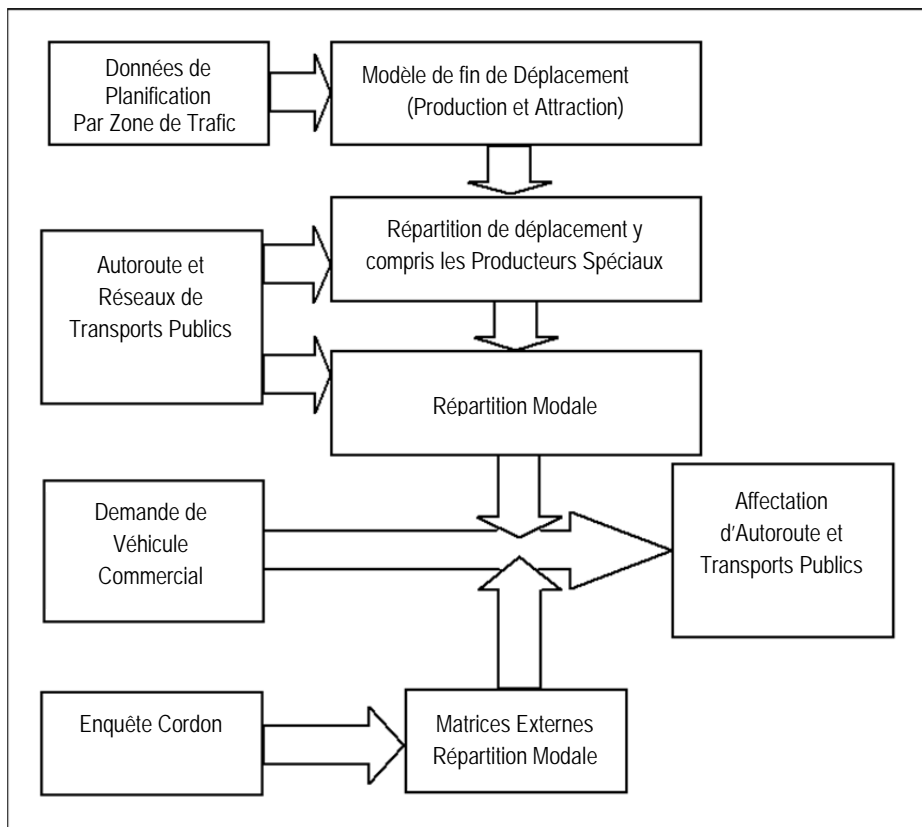 Données de
Planification
Par Zone de Trafic
Modèle de fin de Déplacement
(Production et Attraction)
Répartition de déplacement y
compris les Producteurs Spéciaux
Autoroute et
Réseaux de
Transports Publics
Répartition Modale
Demande de
Véhicule
Commercial
Affectation
d'Autoroute et
Transports Publics
Enquête Cordon
Matrices Externes
Répartition Modale